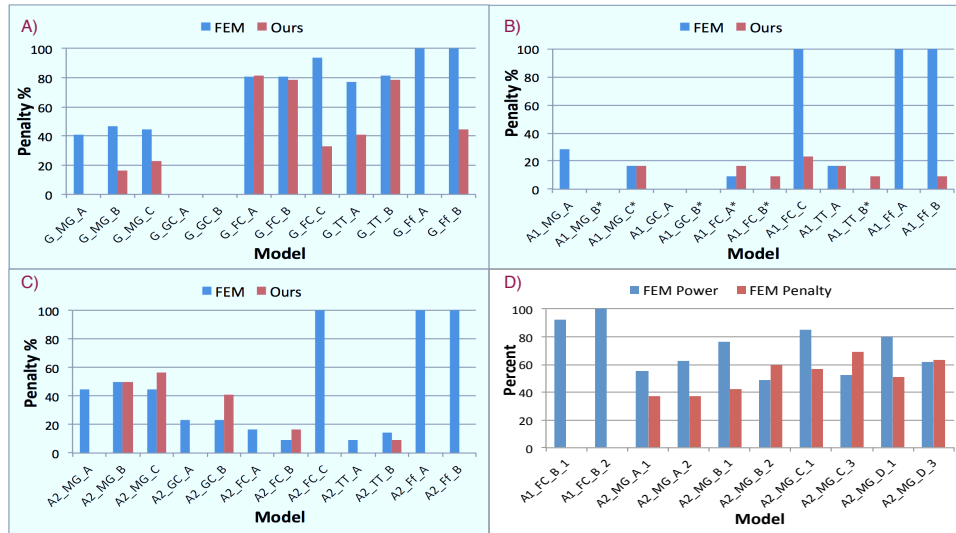 A)
FEM Ours
Penalty %
100
80
60
40
20
0
G_MG_A G_MG_B G_MG_C G_GC_A G_GC_B G_FC_A G_FC_B G_FC_C G_TT_A G_TT_B G_Ff_A G_Ff_B
Model
B)
FEM Ours
Penalty %
100
80
60
40
20
0
A1_MG_A A1_MG_B* A1_MG_C* A1_GC_A A1_GC_B* A1_FC_A* A1_FC_B* A1_FC_C A1_TT_A A1_TT_B* A1_Ff_A A1_Ff_B
Model
C)
FEM Ours
Penalty %
100
80
60
40
20
0
A2_MG_A A2_MG_B A2_MG_C A2_GC_A A2_GC_B A2_FC_A A2_FC_B A2_FC_C A2_TT_A A2_TT_B A2_Ff_A A2_Ff_B
Model
D)
FEM Power FEM Penalty
Percent
100
80
60
40
20
0
A1_FC_B_1 A1_FC_B_2 A2_MG_A_1 A2_MG_A_2 A2_MG_B_1 A2_MG_B_2 A2_MG_C_1 A2_MG_C_3 A2_MG_D_1 A2_MG_D_3
Model